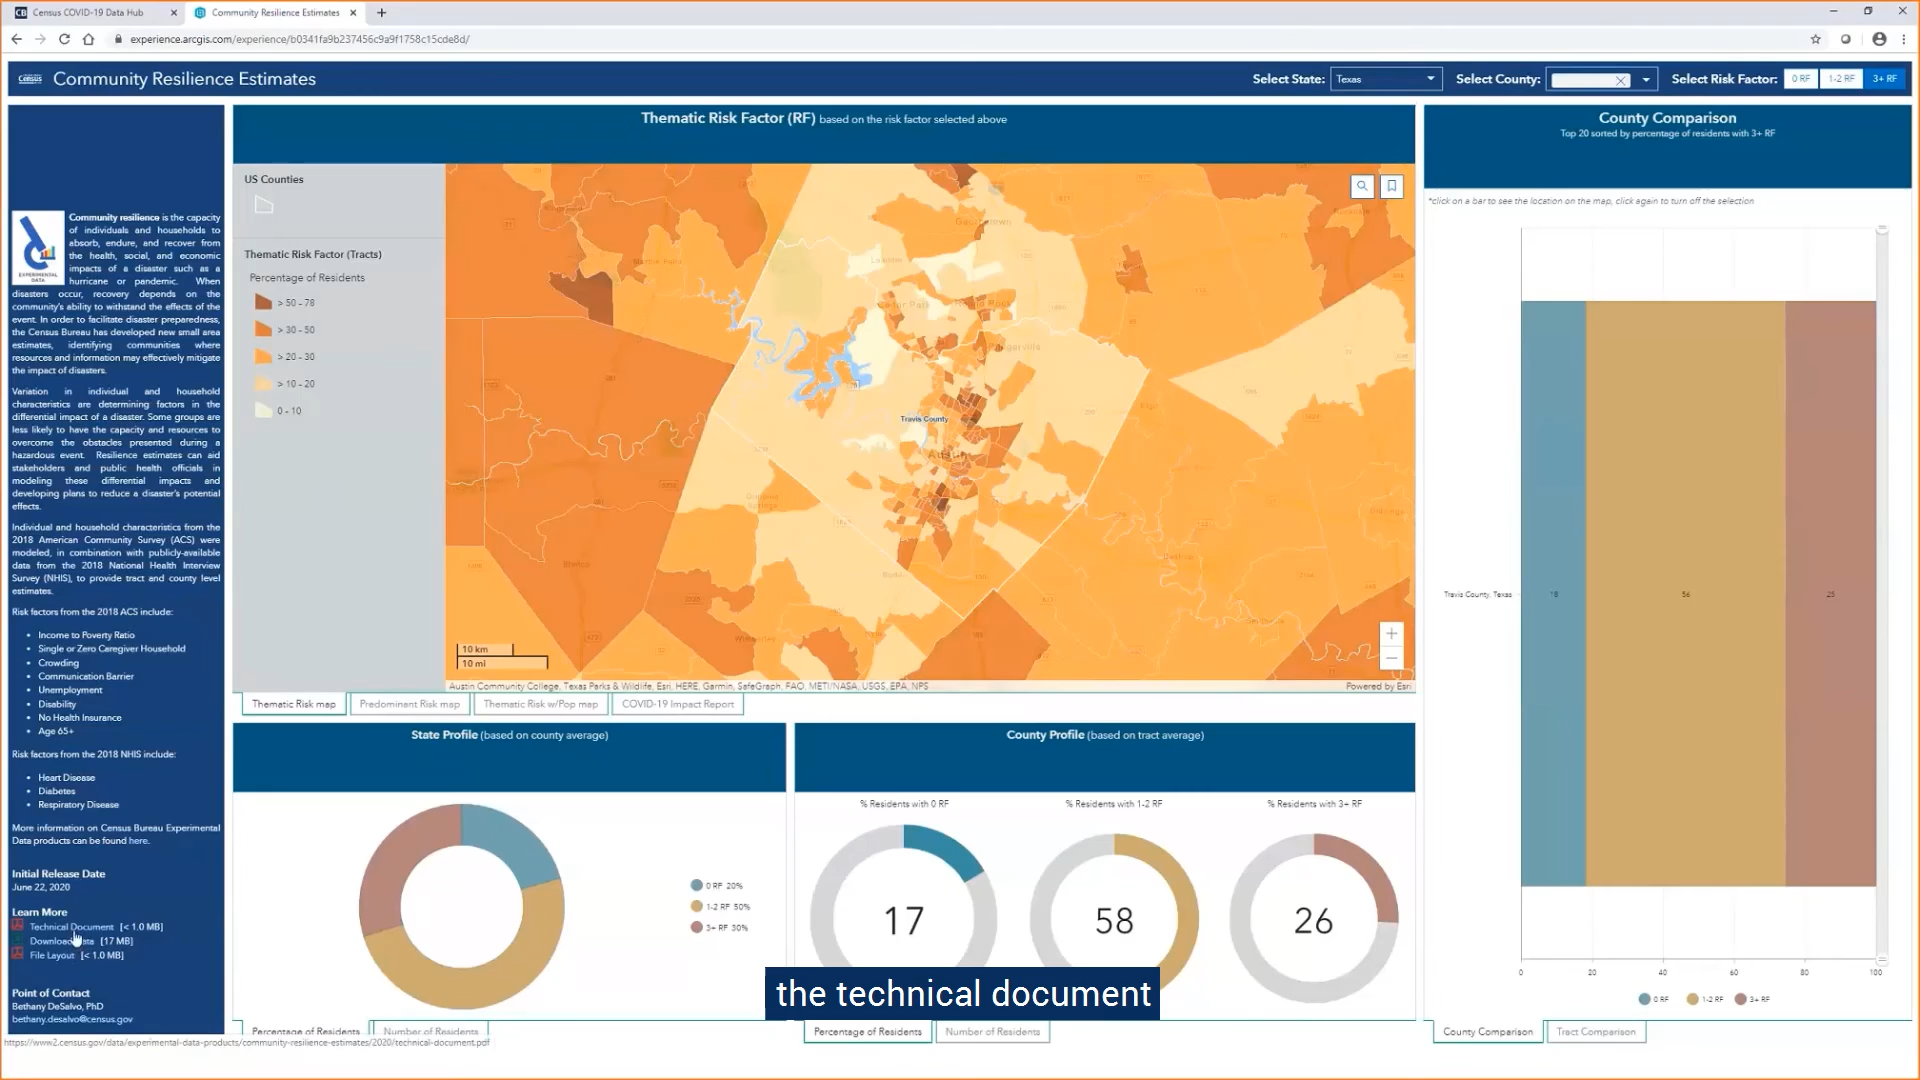 Census COVID-19 Data Hub
Community Resilience Estimates
experience.arcgis.com/experience/b0341fa9b237456c9a9f1758c15cde8d/
Census
Community Resilience Estimates
Select State:
Texas
Select County:
Select Risk Factor:
0 RF
1-2 RF
3+ RF
EXPERIMENTAL
DATA
Community resilience is the capacity
of individuals and households to
absorb, endure, and recover from
the health, social, and economic
impacts of a disaster such as a
hurricane or pandemic. When
disasters occur, recovery depends on the
community's ability to withstand the effects of the
event. In order to facilitate disaster preparedness,
the Census Bureau has developed new small area
estimates, identifying communities where
resources and information may effectively mitigate
the impact of disasters.
Variation in individual and household
characteristics are determining factors in the
differential impact of a disaster. Some groups are
less likely to have the capacity and resources to
overcome the obstacles presented during a
hazardous event. Resilience estimates can aid
stakeholders and public health officials in
modeling these differential impacts and
developing plans to reduce a disaster's potential
effects.
Individual and household characteristics from the
2018 American Community Survey (ACS) were
modeled, in combination with publicly-available
data from the 2018 National Health Interview
Survey (NHIS), to provide tract and county level
estimates.
Risk factors from the 2018 ACS include:
• Income to Poverty Ratio
• Single or Zero Caregiver Household
• Crowding
• Communication Barrier
• Unemployment
• Disability
• No Health Insurance
• Age 65+
Risk factors from the 2018 NHIS include:
• Heart Disease
• Diabetes
• Respiratory Disease
More information on Census Bureau Experimental
Data products can be found here.
Initial Release Date
June 22, 2020
Learn More
Technical Document [< 1.0 MB]
Download Data [17 MB]
File Layout [< 1.0 MB]
Point of Contact
Bethany DeSalvo, PhD
bethany.desalvo@census.gov
https://www2.census.gov/data/experimental-data-products/community-resilience-estimates/2020/technical-document.pdf
Thematic Risk Factor (RF) based on the risk factor selected above
US Counties
Thematic Risk Factor (Tracts)
Percentage of Residents
> 50 - 78
> 30 - 50
> 20 - 30
> 10 - 20
0 - 10
Georgetown
Cedar Park
Pflugerville
Travis County
Austin
Wimberley
10 km
10 mi
+
−
Austin Community College, Texas Parks & Wildlife, Esri, HERE, Garmin, SafeGraph, FAO, METI/NASA, USGS, EPA, NPS
Powered by Esri
Thematic Risk map
Predominant Risk map
Thematic Risk w/Pop map
COVID-19 Impact Report
State Profile (based on county average)
0 RF 20%
1-2 RF 50%
3+ RF 30%
Percentage of Residents
Number of Residents
County Profile (based on tract average)
% Residents with 0 RF
% Residents with 1-2 RF
% Residents with 3+ RF
17
58
26
the technical document
Percentage of Residents
Number of Residents
County Comparison
Top 20 sorted by percentage of residents with 3+ RF
*click on a bar to see the location on the map, click again to turn off the selection
Travis County, Texas
18
56
25
0
20
40
60
80
100
0 RF
1-2 RF
3+ RF
County Comparison
Tract Comparison